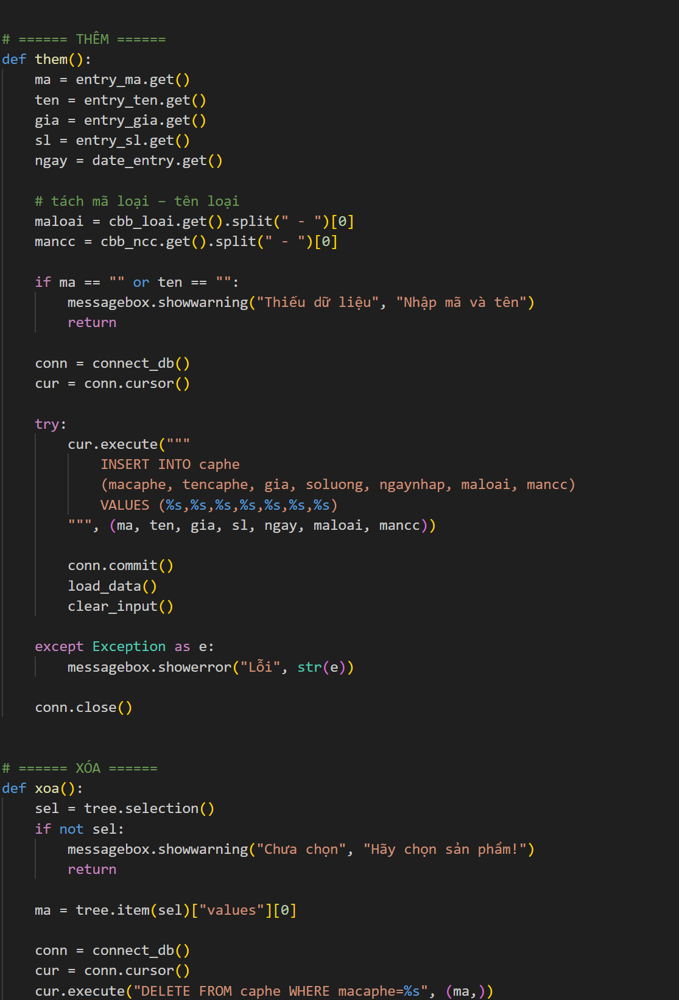 # ====== THÊM ======
def them():
    ma = entry_ma.get()
    ten = entry_ten.get()
    gia = entry_gia.get()
    sl = entry_sl.get()
    ngay = date_entry.get()

    # tách mã loại – tên loại
    maloai = cbb_loai.get().split(" - ")[0]
    mancc = cbb_ncc.get().split(" - ")[0]

    if ma == "" or ten == "":
        messagebox.showwarning("Thiếu dữ liệu", "Nhập mã và tên")
        return

    conn = connect_db()
    cur = conn.cursor()

    try:
        cur.execute("""
            INSERT INTO caphe
            (macaphe, tencaphe, gia, soluong, ngaynhap, maloai, mancc)
            VALUES (%s,%s,%s,%s,%s,%s,%s)
        """, (ma, ten, gia, sl, ngay, maloai, mancc))

        conn.commit()
        load_data()
        clear_input()

    except Exception as e:
        messagebox.showerror("Lỗi", str(e))

    conn.close()


# ====== XÓA ======
def xoa():
    sel = tree.selection()
    if not sel:
        messagebox.showwarning("Chưa chọn", "Hãy chọn sản phẩm!")
        return

    ma = tree.item(sel)["values"][0]

    conn = connect_db()
    cur = conn.cursor()
    cur.execute("DELETE FROM caphe WHERE macaphe=%s", (ma,))